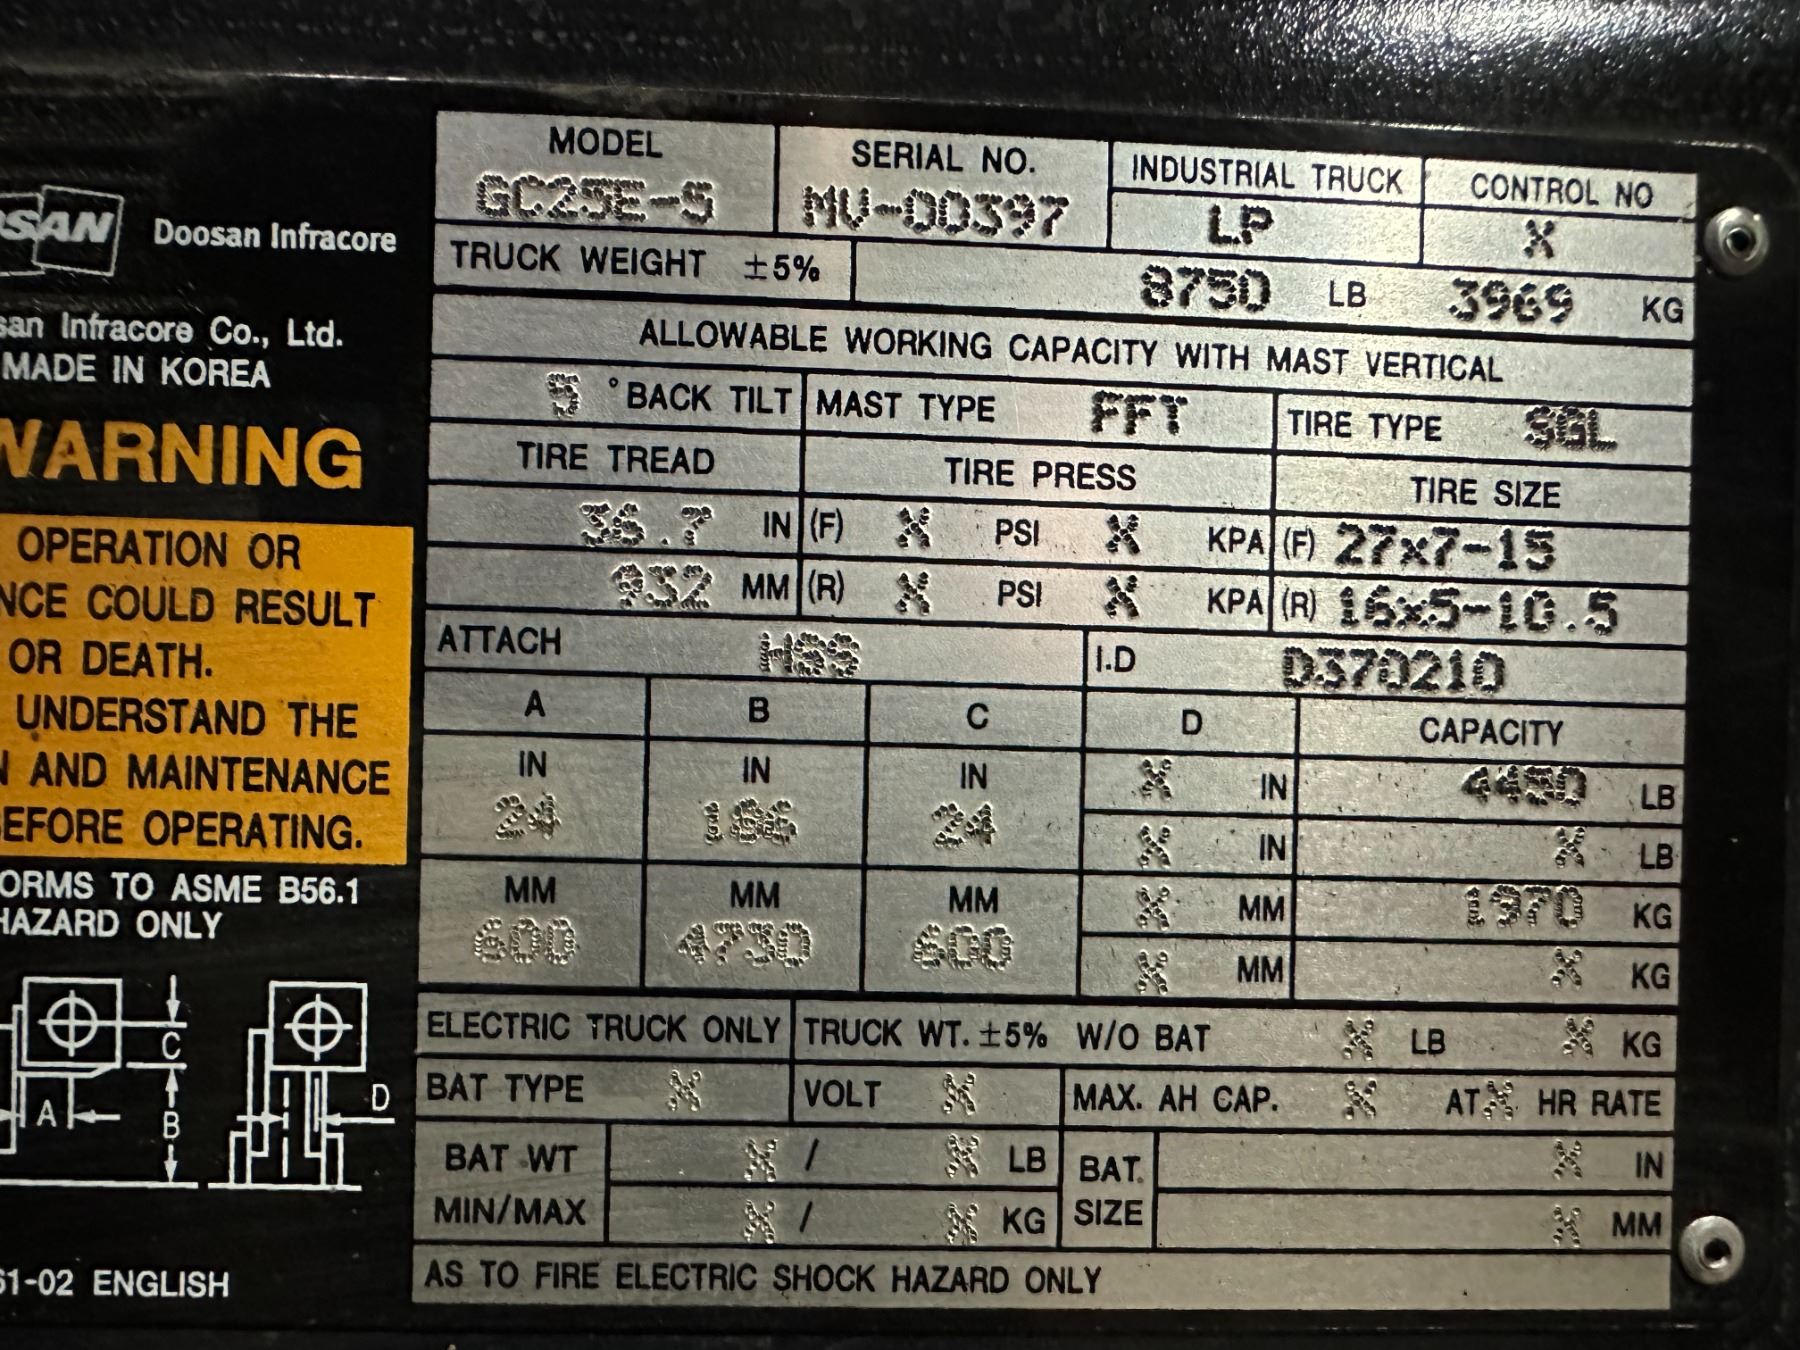 MODEL SERIAL NO. INDUSTRIAL TRUCK CONTROL NO
GC25E-5 MV-00397 LP X
OSAN Doosan Infracore
TRUCK WEIGHT ±5% 8750 LB 3969 KG
san Infracore Co., Ltd.
MADE IN KOREA
ALLOWABLE WORKING CAPACITY WITH MAST VERTICAL
5 °BACK TILT MAST TYPE FFT TIRE TYPE SGL
WARNING
TIRE TREAD TIRE PRESS TIRE SIZE
36.7 IN (F) X PSI X KPA (F) 27x7-15
932 MM (R) X PSI X KPA (R) 16x5-10.5
OPERATION OR
NCE COULD RESULT
OR DEATH.
UNDERSTAND THE
N AND MAINTENANCE
BEFORE OPERATING.
ATTACH HSS I.D D370210
A B C D CAPACITY
IN IN IN X IN 4450 LB
24 186 24 X IN X LB
MM MM MM X MM 1970 KG
600 4730 600 X MM X KG
ORMS TO ASME B56.1
HAZARD ONLY
C
A B D
ELECTRIC TRUCK ONLY TRUCK WT. ±5% W/O BAT X LB X KG
BAT TYPE X VOLT X MAX. AH CAP. X AT X HR RATE
BAT WT X / X LB BAT. X IN
MIN/MAX X / X KG SIZE X MM
61-02 ENGLISH
AS TO FIRE ELECTRIC SHOCK HAZARD ONLY